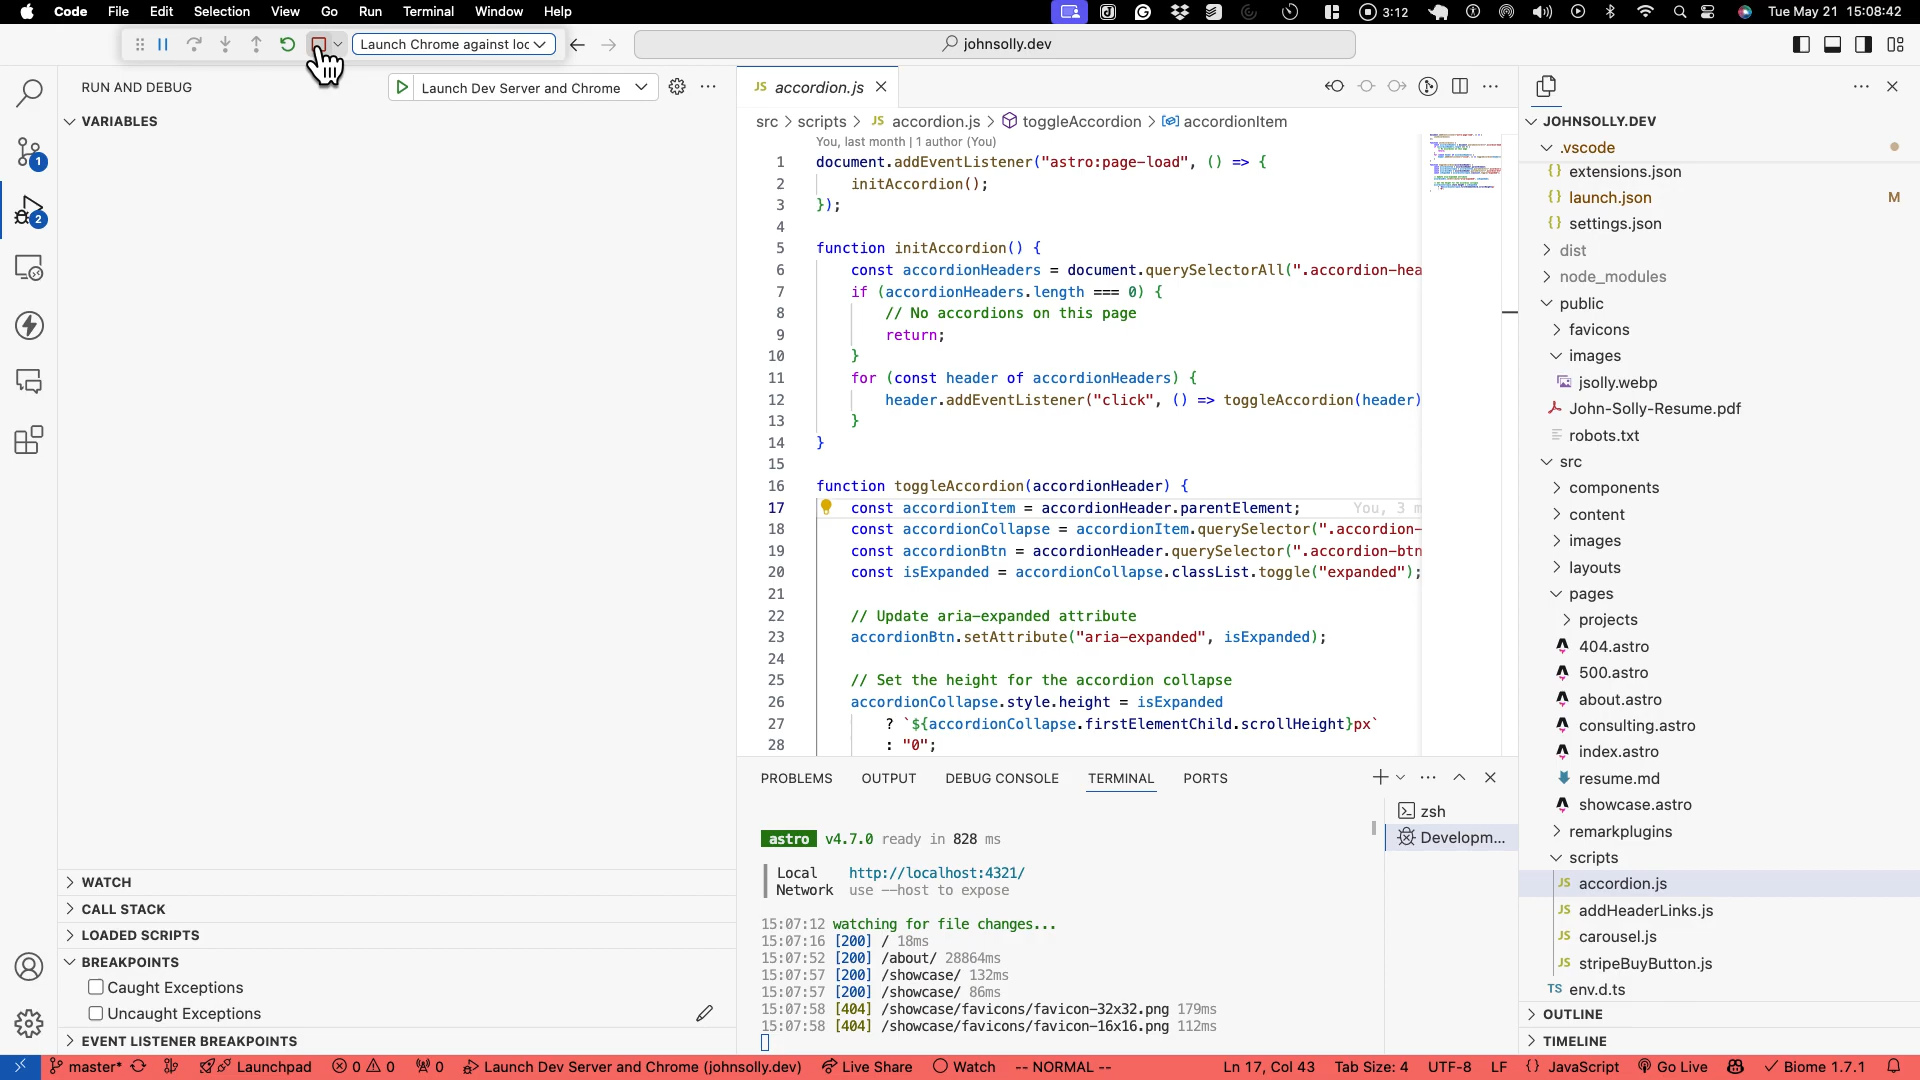 Code File Edit Selection View Go Run Terminal Window Help 3:12 Tue May 21 15:08:42
Launch Chrome against loc
johnsolly.dev
RUN AND DEBUG
Launch Dev Server and Chrome
VARIABLES
WATCH
CALL STACK
LOADED SCRIPTS
BREAKPOINTS
Caught Exceptions
Uncaught Exceptions
EVENT LISTENER BREAKPOINTS
1
2
JS accordion.js
src > scripts > JS accordion.js > toggleAccordion > accordionItem
You, last month | 1 author (You)
1 document.addEventListener("astro:page-load", () => {
2 initAccordion();
3 });
4
5 function initAccordion() {
6 const accordionHeaders = document.querySelectorAll(".accordion-hea
7 if (accordionHeaders.length === 0) {
8 // No accordions on this page
9 return;
10 }
11 for (const header of accordionHeaders) {
12 header.addEventListener("click", () => toggleAccordion(header)
13 }
14 }
15
16 function toggleAccordion(accordionHeader) {
17 const accordionItem = accordionHeader.parentElement; You, 3 m
18 const accordionCollapse = accordionItem.querySelector(".accordion-
19 const accordionBtn = accordionHeader.querySelector(".accordion-btn
20 const isExpanded = accordionCollapse.classList.toggle("expanded");
21
22 // Update aria-expanded attribute
23 accordionBtn.setAttribute("aria-expanded", isExpanded);
24
25 // Set the height for the accordion collapse
26 accordionCollapse.style.height = isExpanded
27 ? `${accordionCollapse.firstElementChild.scrollHeight}px`
28 : "0";
PROBLEMS OUTPUT DEBUG CONSOLE TERMINAL PORTS
astro v4.7.0 ready in 828 ms
Local http://localhost:4321/
Network use --host to expose
15:07:12 watching for file changes...
15:07:16 [200] / 18ms
15:07:52 [200] /about/ 28864ms
15:07:57 [200] /showcase/ 132ms
15:07:57 [200] /showcase/ 86ms
15:07:58 [404] /showcase/favicons/favicon-32x32.png 179ms
15:07:58 [404] /showcase/favicons/favicon-16x16.png 112ms
zsh
Developm...
JOHNSOLLY.DEV
.vscode
{} extensions.json
{} launch.json M
{} settings.json
dist
node_modules
public
favicons
images
jsolly.webp
John-Solly-Resume.pdf
robots.txt
src
components
content
images
layouts
pages
projects
404.astro
500.astro
about.astro
consulting.astro
index.astro
resume.md
showcase.astro
remarkplugins
scripts
JS accordion.js
JS addHeaderLinks.js
JS carousel.js
JS stripeBuyButton.js
TS env.d.ts
OUTLINE
TIMELINE
master* Launchpad 0 0 0 Launch Dev Server and Chrome (johnsolly.dev) Live Share Watch -- NORMAL -- Ln 17, Col 43 Tab Size: 4 UTF-8 LF {} JavaScript Go Live Biome 1.7.1